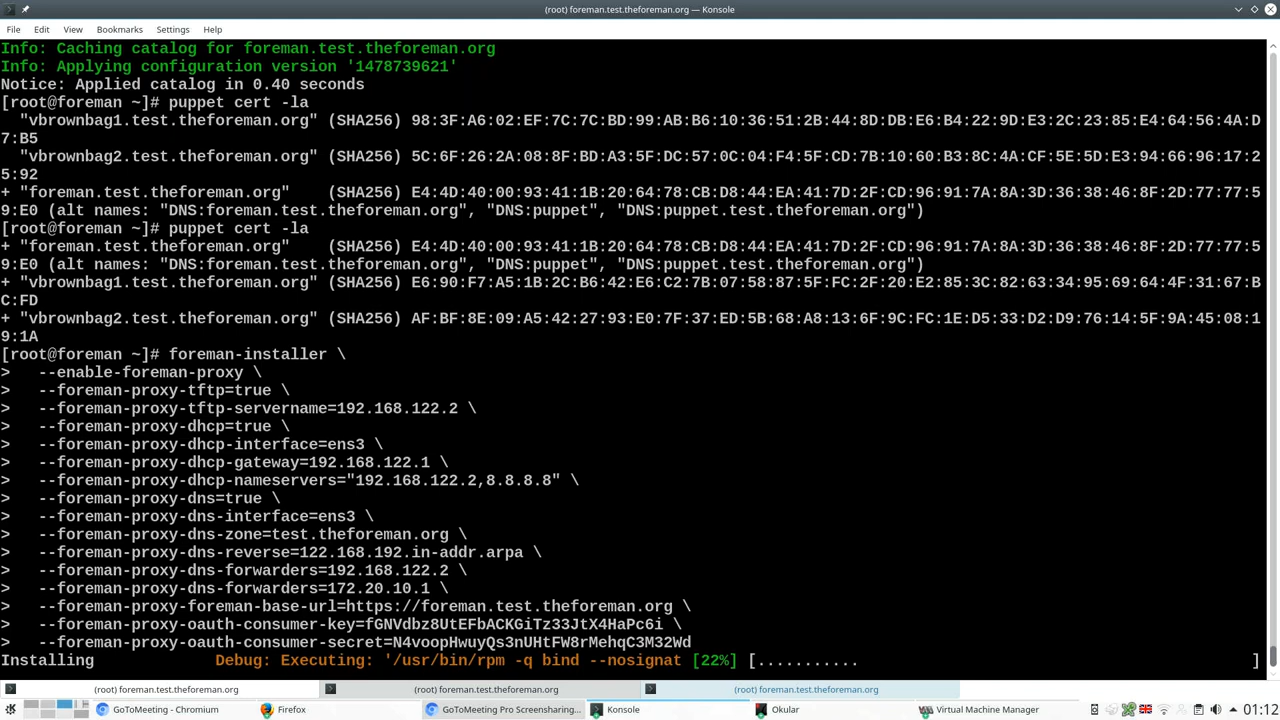 (root) foreman.test.theforeman.org — Konsole
File Edit View Bookmarks Settings Help
Info: Caching catalog for foreman.test.theforeman.org
Info: Applying configuration version '1478739621'
Notice: Applied catalog in 0.40 seconds
[root@foreman ~]# puppet cert -la
  "vbrownbag1.test.theforeman.org" (SHA256) 98:3F:A6:02:EF:7C:7C:BD:99:AB:B6:10:36:51:2B:44:8D:DB:E6:B4:22:9D:E3:2C:23:85:E4:64:56:4A:D
7:B5
  "vbrownbag2.test.theforeman.org" (SHA256) 5C:6F:26:2A:08:8F:BD:A3:5F:DC:57:0C:04:F4:5F:CD:7B:10:60:B3:8C:4A:CF:5E:5D:E3:94:66:96:17:2
5:92
+ "foreman.test.theforeman.org"    (SHA256) E4:4D:40:00:93:41:1B:20:64:78:CB:D8:44:EA:41:7D:2F:CD:96:91:7A:8A:3D:36:38:46:8F:2D:77:77:5
9:E0 (alt names: "DNS:foreman.test.theforeman.org", "DNS:puppet", "DNS:puppet.test.theforeman.org")
[root@foreman ~]# puppet cert -la
+ "foreman.test.theforeman.org"    (SHA256) E4:4D:40:00:93:41:1B:20:64:78:CB:D8:44:EA:41:7D:2F:CD:96:91:7A:8A:3D:36:38:46:8F:2D:77:77:5
9:E0 (alt names: "DNS:foreman.test.theforeman.org", "DNS:puppet", "DNS:puppet.test.theforeman.org")
+ "vbrownbag1.test.theforeman.org" (SHA256) E6:90:F7:A5:1B:2C:B6:42:E6:C2:7B:07:58:87:5F:FC:2F:20:E2:85:3C:82:63:34:95:69:64:4F:31:67:B
C:FD
+ "vbrownbag2.test.theforeman.org" (SHA256) AF:BF:8E:09:A5:42:27:93:E0:7F:37:ED:5B:68:A8:13:6F:9C:FC:1E:D5:33:D2:D9:76:14:5F:9A:45:08:1
9:1A
[root@foreman ~]# foreman-installer \
>   --enable-foreman-proxy \
>   --foreman-proxy-tftp=true \
>   --foreman-proxy-tftp-servername=192.168.122.2 \
>   --foreman-proxy-dhcp=true \
>   --foreman-proxy-dhcp-interface=ens3 \
>   --foreman-proxy-dhcp-gateway=192.168.122.1 \
>   --foreman-proxy-dhcp-nameservers="192.168.122.2,8.8.8.8" \
>   --foreman-proxy-dns=true \
>   --foreman-proxy-dns-interface=ens3 \
>   --foreman-proxy-dns-zone=test.theforeman.org \
>   --foreman-proxy-dns-reverse=122.168.192.in-addr.arpa \
>   --foreman-proxy-dns-forwarders=192.168.122.2 \
>   --foreman-proxy-dns-forwarders=172.20.10.1 \
>   --foreman-proxy-foreman-base-url=https://foreman.test.theforeman.org \
>   --foreman-proxy-oauth-consumer-key=fGNVdbz8UtEFbACKGiTz33JtX4HaPc6i \
>   --foreman-proxy-oauth-consumer-secret=N4voopHwuyQs3nUHtFW8rMehqC3M32Wd
Installing             Debug: Executing: '/usr/bin/rpm -q bind --nosignat [22%] [...........                                           ]
(root) foreman.test.theforeman.org (root) foreman.test.theforeman.org (root) foreman.test.theforeman.org
GoToMeeting - Chromium Firefox GoToMeeting Pro Screensharing... Konsole Okular Virtual Machine Manager 01:12